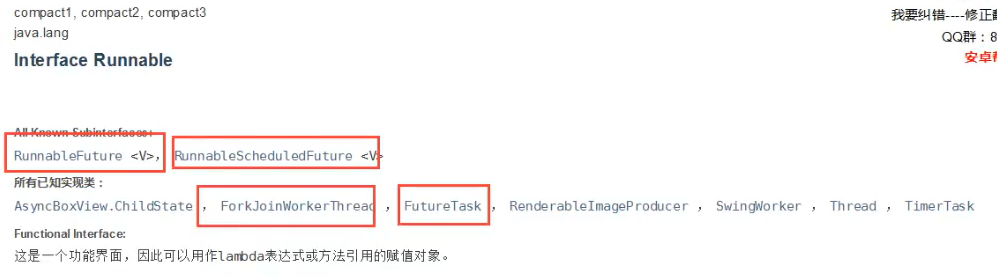 compact1, compact2, compact3
我要纠错----修正翻
java.lang
QQ群：8
Interface Runnable
安卓帮
All Known Subinterfaces:
RunnableFuture <V>， RunnableScheduledFuture <V>
所有已知实现类：
AsyncBoxView.ChildState ， ForkJoinWorkerThread ， FutureTask ， RenderableImageProducer ， SwingWorker ， Thread ， TimerTask
Functional Interface:
这是一个功能界面，因此可以用作lambda表达式或方法引用的赋值对象。